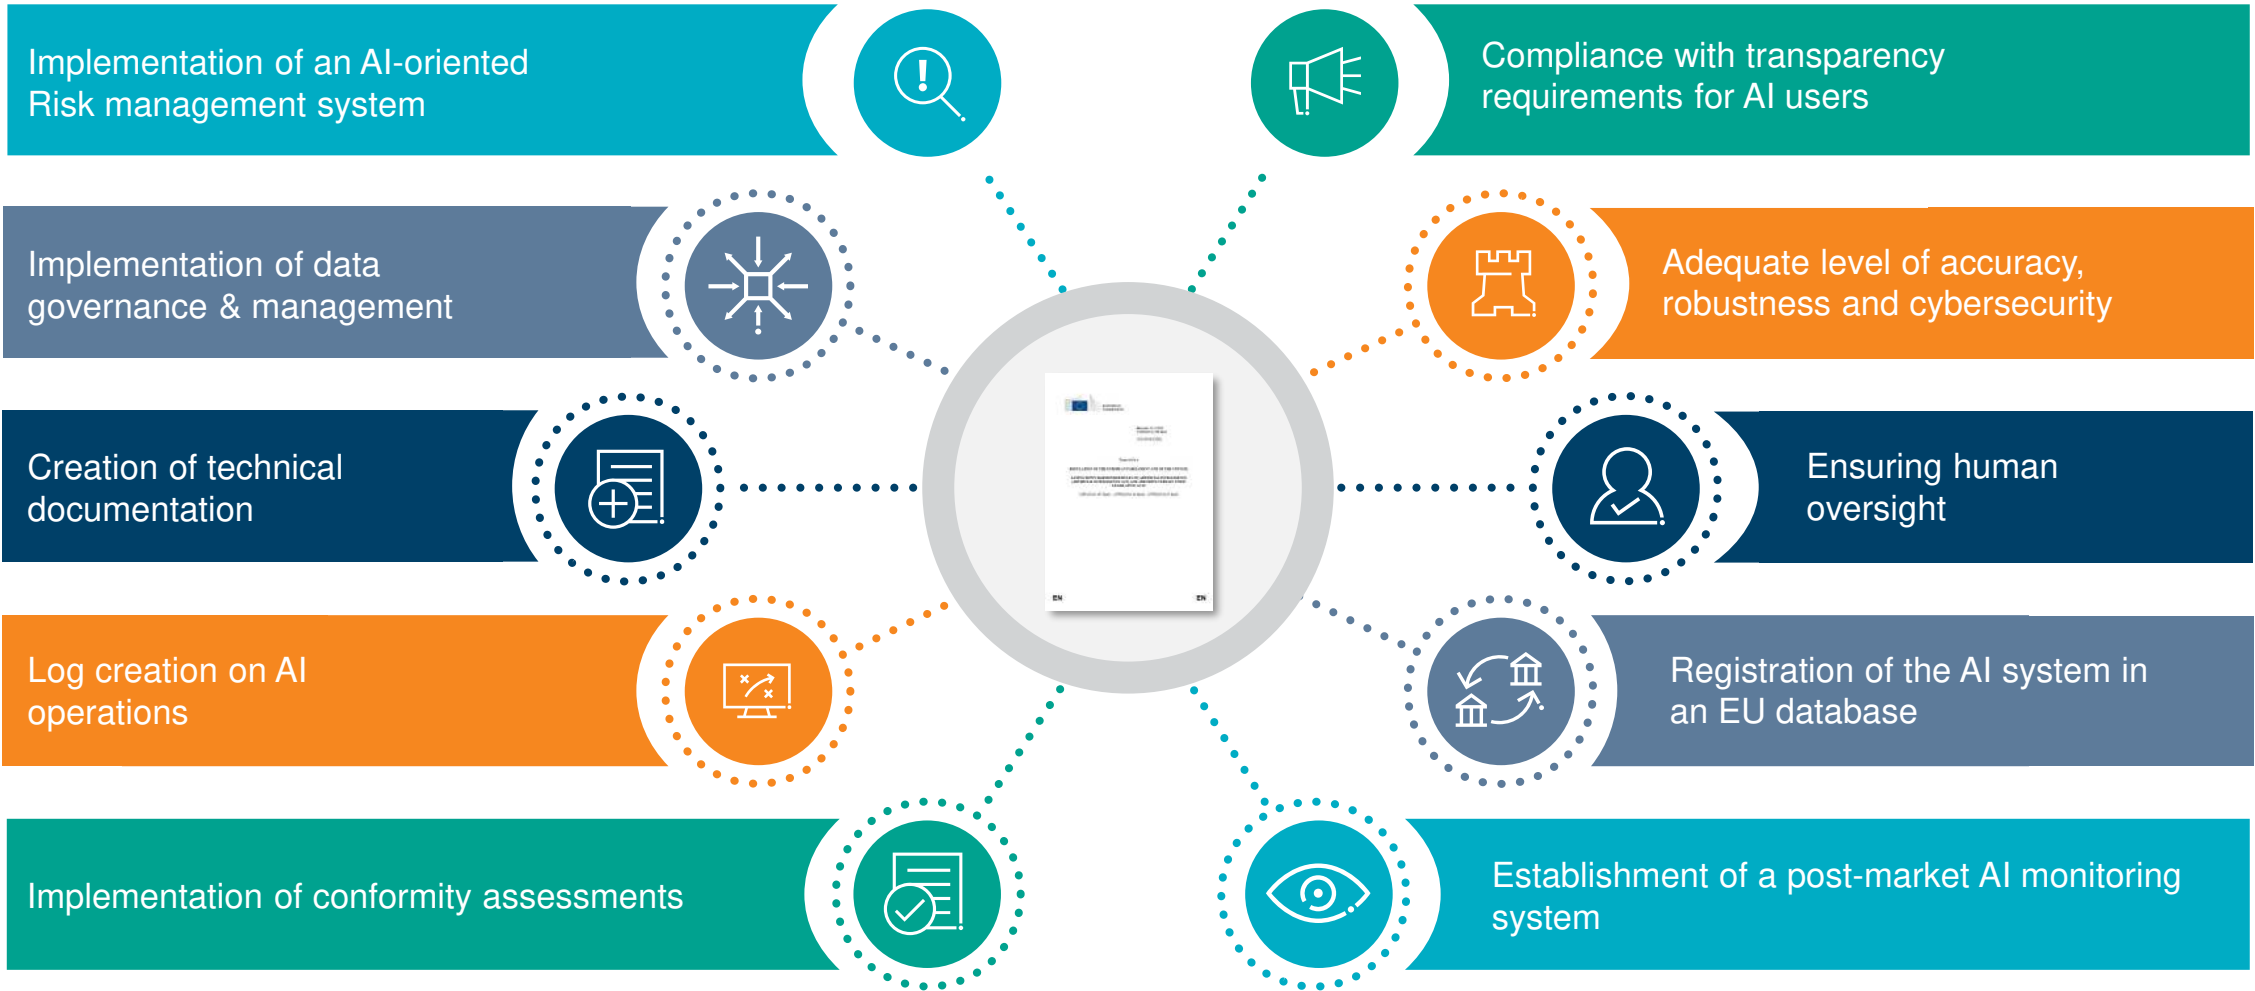 Implementation of an AI-oriented
Risk management system
Compliance with transparency
requirements for AI users
Implementation of data
governance & management
Adequate level of accuracy,
robustness and cybersecurity
Creation of technical
documentation
Ensuring human
oversight
Log creation on AI
operations
Registration of the AI system in
an EU database
Implementation of conformity assessments
Establishment of a post-market AI monitoring
system
EN
EN